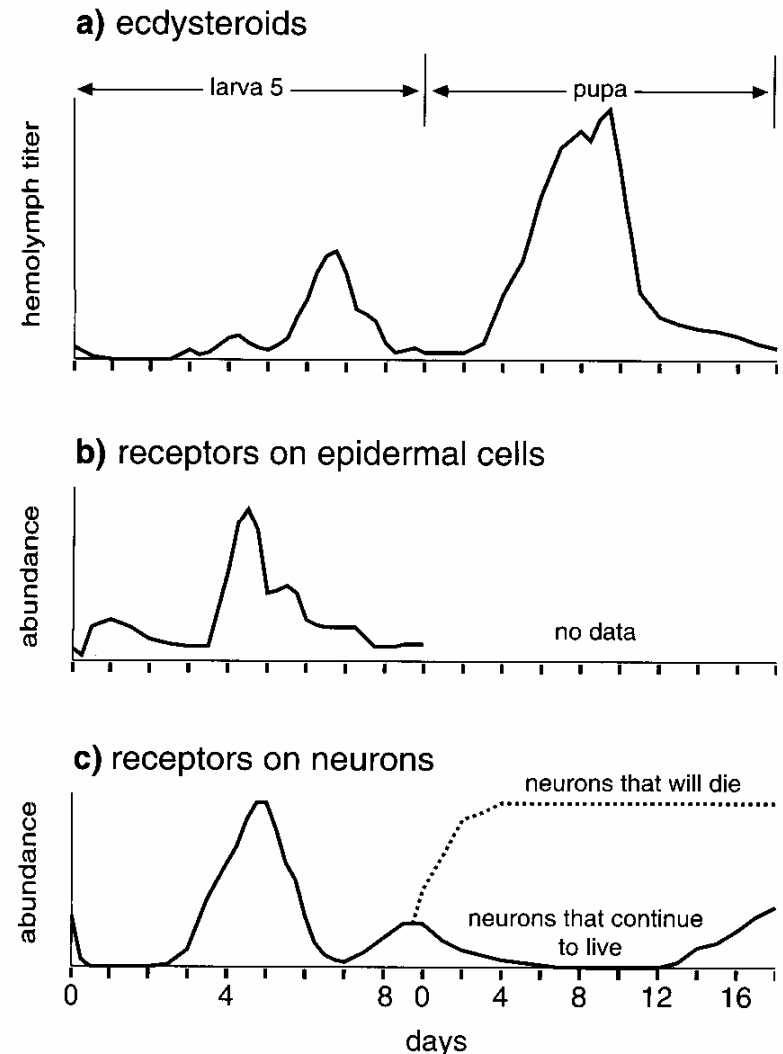 a) ecdysteroids
larva 5
pupa
hemolymph titer
b) receptors on epidermal cells
abundance
no data
c) receptors on neurons
neurons that will die
abundance
neurons that continue
to live
0 4 8 0 4 8 12 16
days